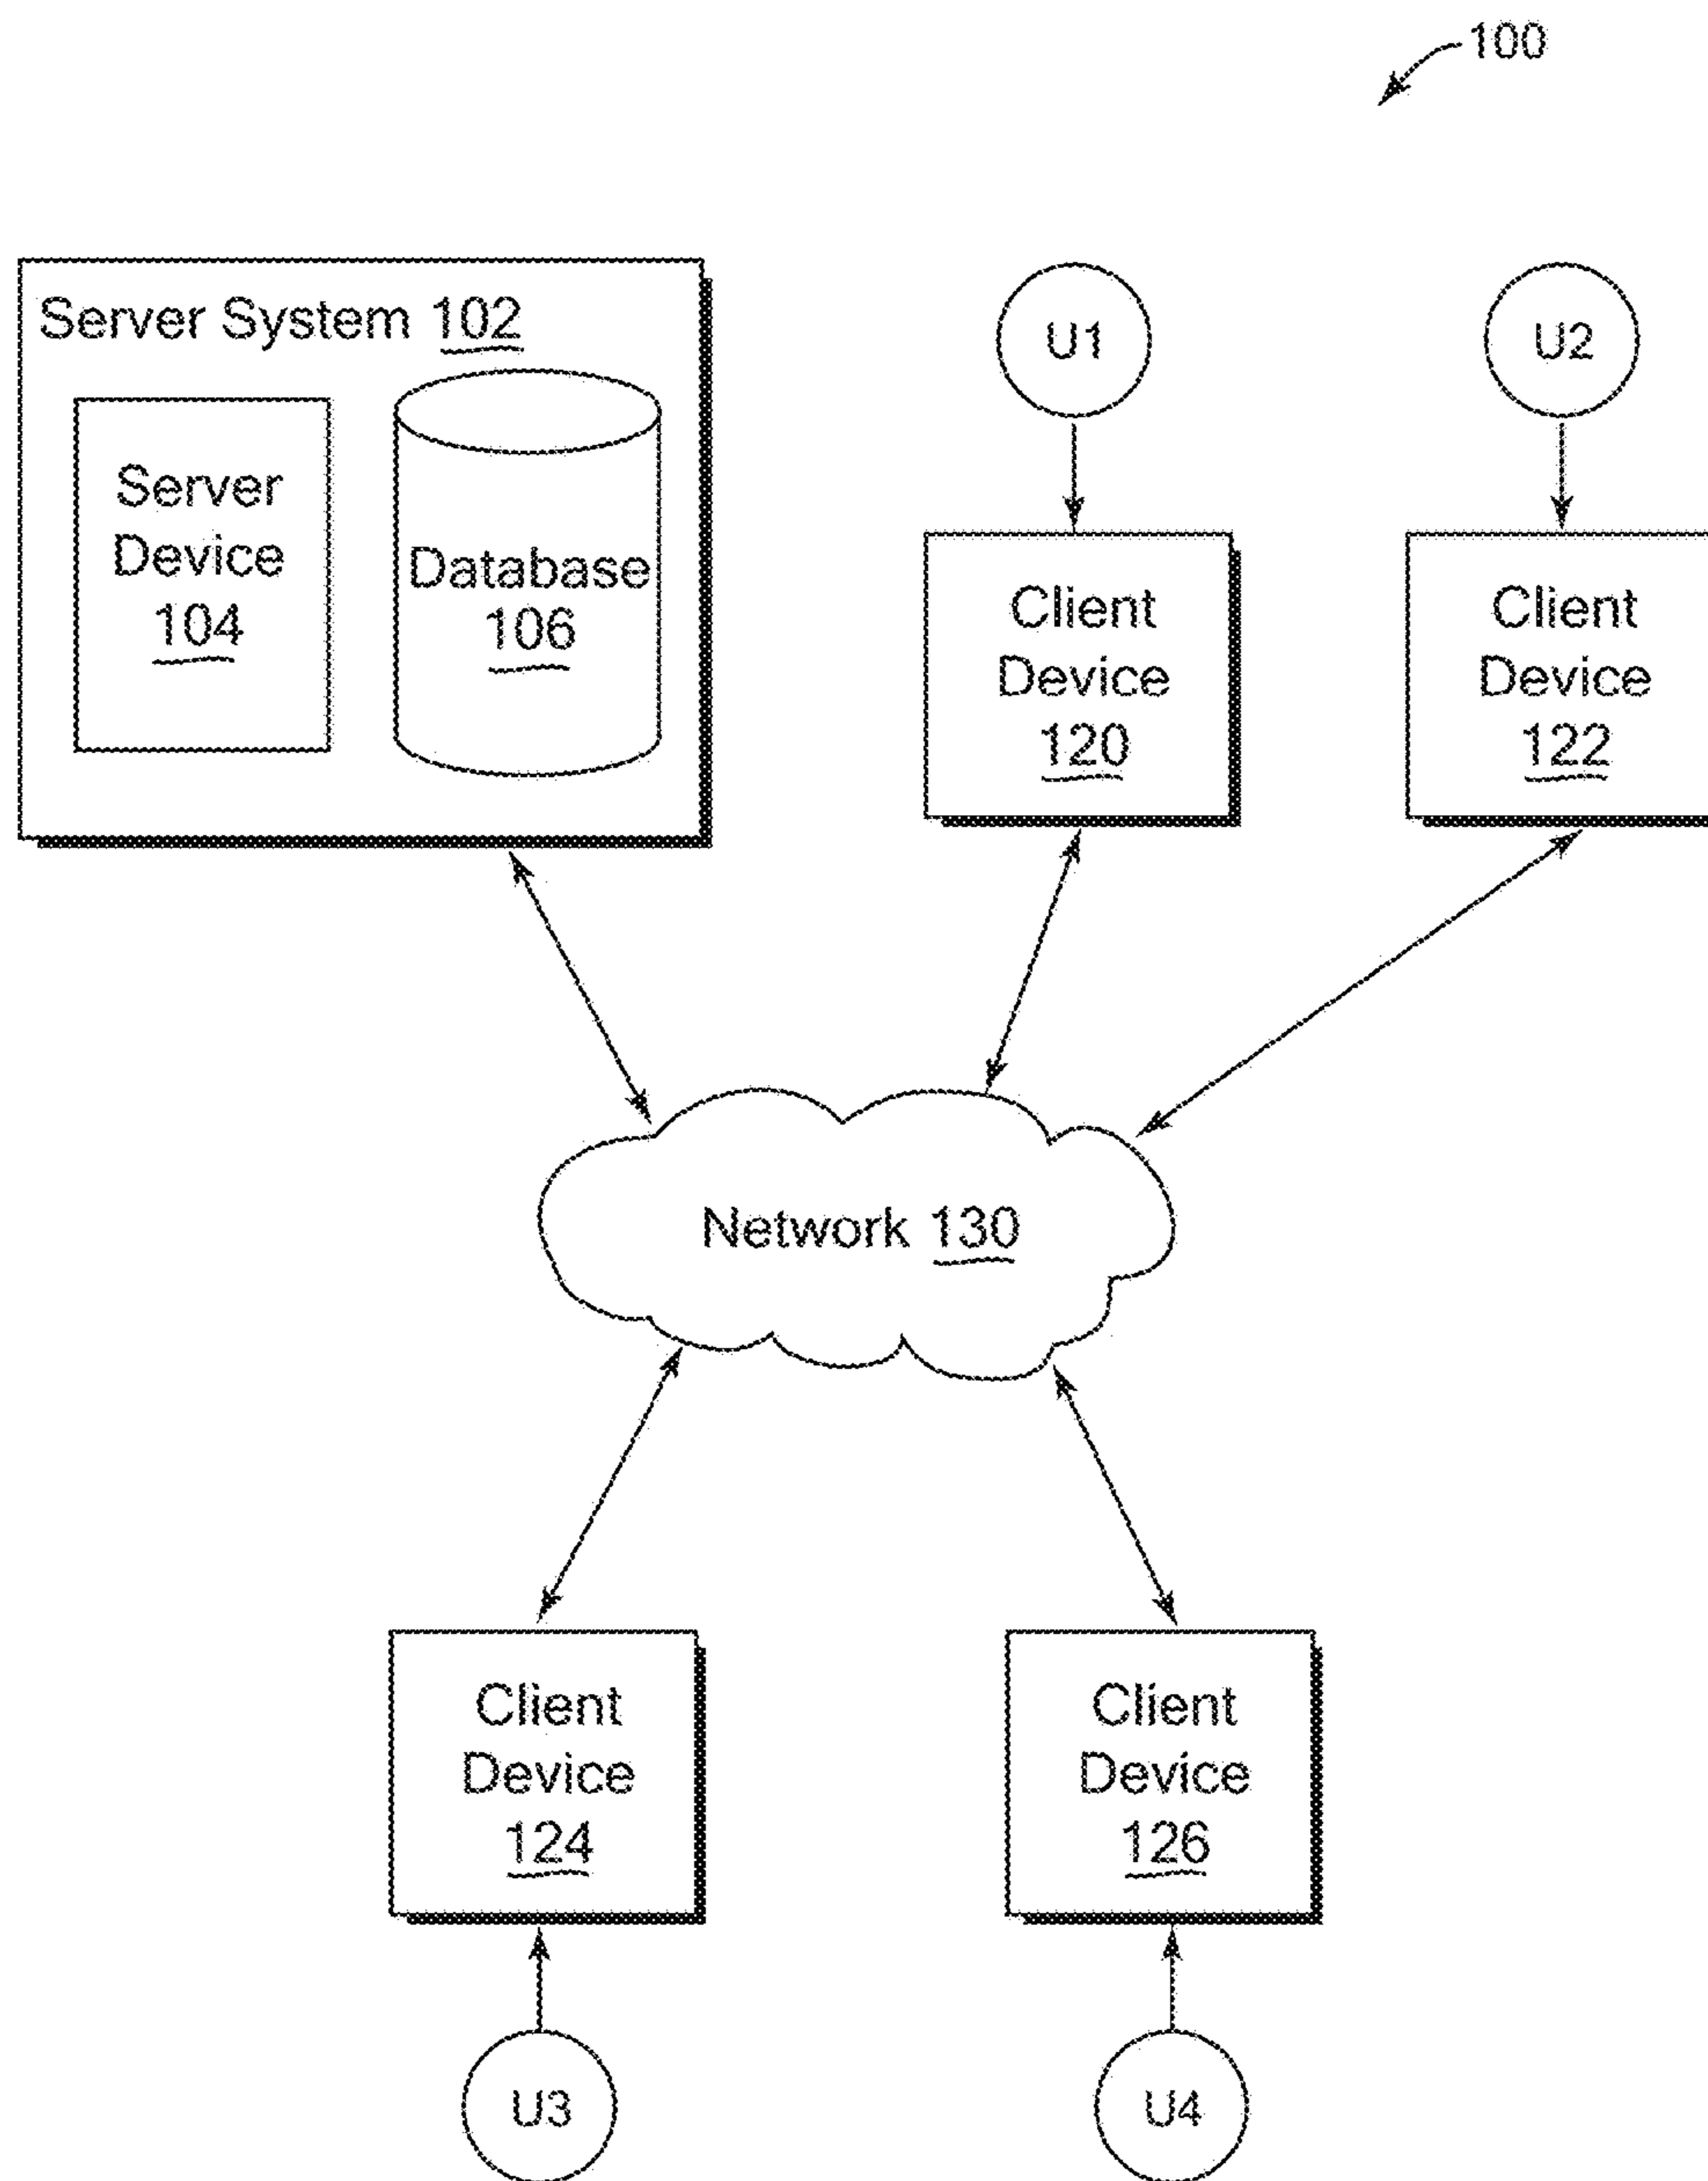 100
Server System 102
Server
Device
104
Database
106
U1
U2
Client
Device
120
Client
Device
122
Network 130
Client
Device
124
Client
Device
126
U3
U4